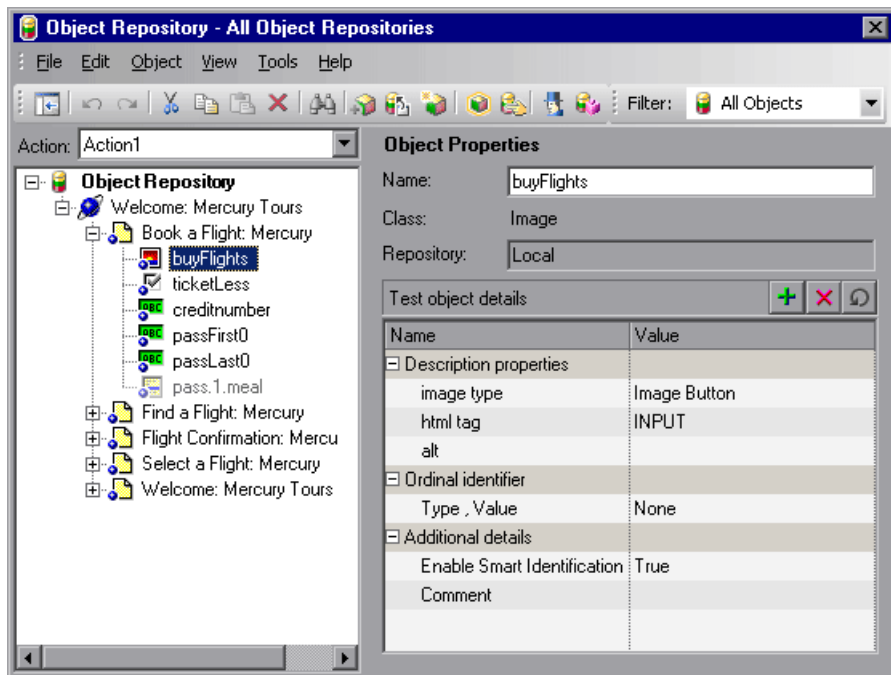 Object Repository - All Object Repositories
File Edit Object View Tools Help
Filter: All Objects
Action: Action1
Object Repository
Welcome: Mercury Tours
Book a Flight: Mercury
buyFlights
ticketLess
ABC creditnumber
ABC passFirst0
ABC passLast0
pass.1.meal
Find a Flight: Mercury
Flight Confirmation: Mercu
Select a Flight: Mercury
Welcome: Mercury Tours
Object Properties
Name: buyFlights
Class: Image
Repository: Local
Test object details
Name Value
Description properties
image type Image Button
html tag INPUT
alt
Ordinal identifier
Type , Value None
Additional details
Enable Smart Identification True
Comment